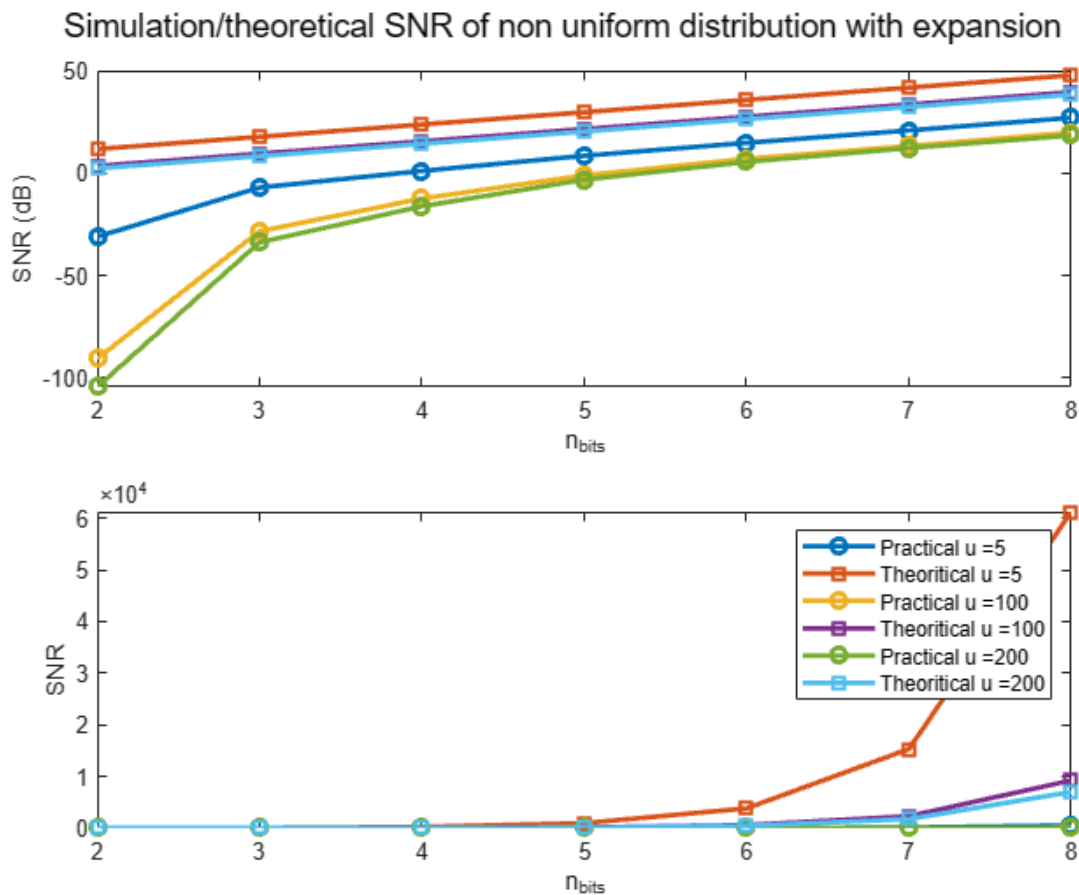 Simulation/theoretical SNR of non uniform distribution with expansion
50
0
-50
-100
SNR (dB)
2 3 4 5 6 7 8
n_bits
×10^4
6
5
4
3
2
1
0
SNR
Practical u =5
Theoritical u =5
Practical u =100
Theoritical u =100
Practical u =200
Theoritical u =200
2 3 4 5 6 7 8
n_bits